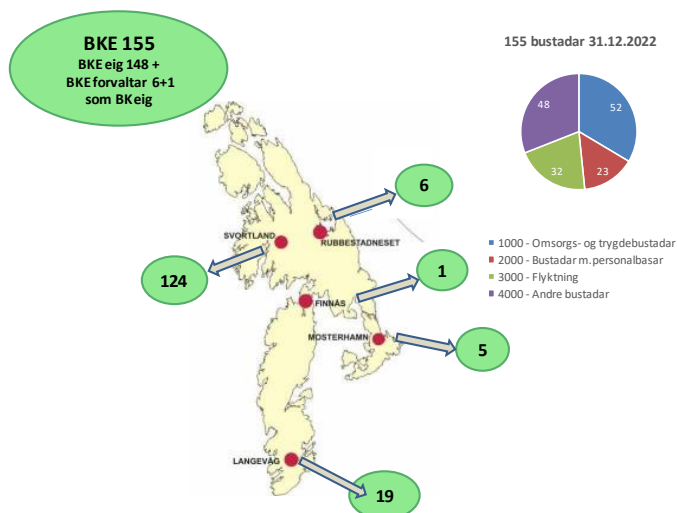 BKE 155
BKE eig 148 +
BKE forvaltar 6+1
som BK eig
155 bustadar 31.12.2022
52
23
32
48
1000 - Omsorgs- og trygdebustadar
2000 - Bustadar m.personalbasar
3000 - Flyktning
4000 - Andre bustadar
6
SVORTLAND
RUBBESTADNESET
124
1
FINNÅS
MOSTERHAMN
5
LANGEVÅG
19